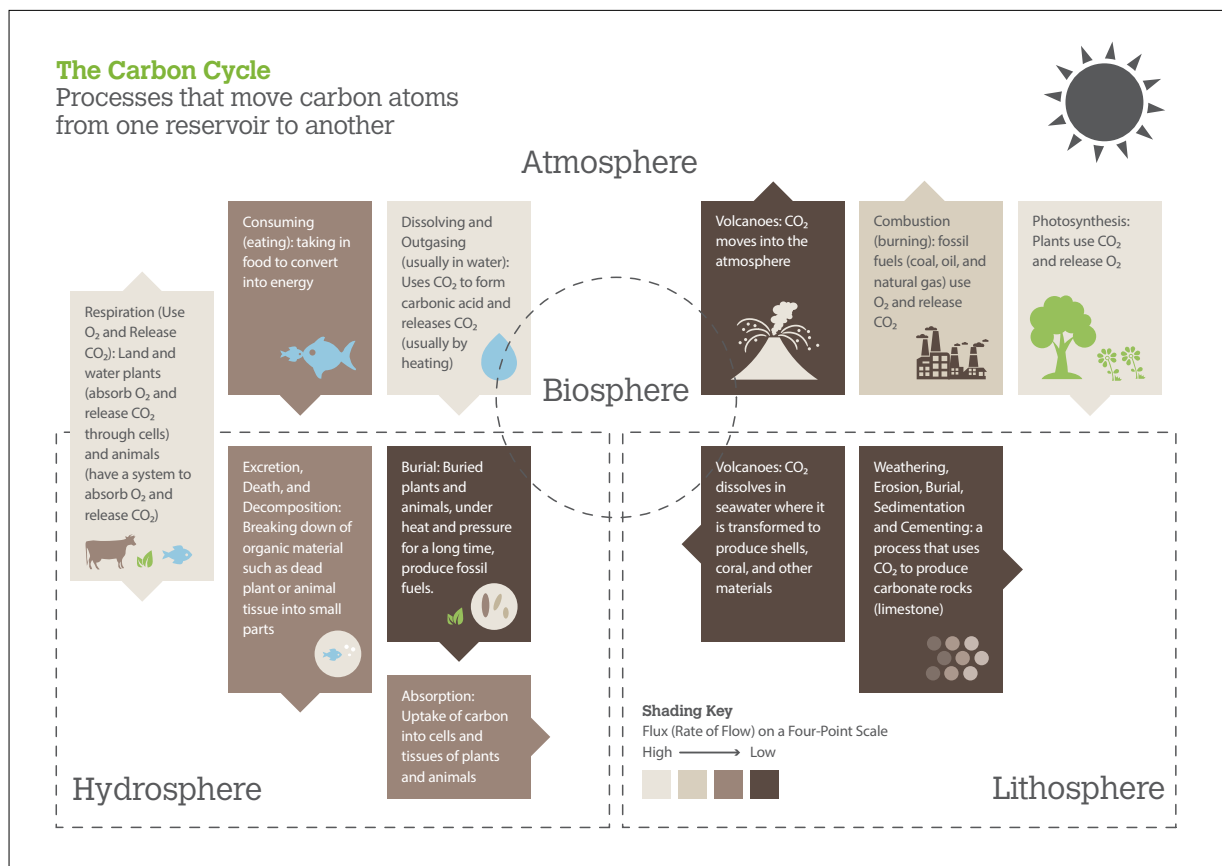 The Carbon Cycle
Processes that move carbon atoms
from one reservoir to another
Atmosphere
Consuming
(eating): taking in
food to convert
into energy
Dissolving and
Outgasing
(usually in water):
Uses CO₂ to form
carbonic acid and
releases CO₂
(usually by
heating)
Volcanoes: CO₂
moves into the
atmosphere
Combustion
(burning): fossil
fuels (coal, oil, and
natural gas) use
O₂ and release
CO₂
Photosynthesis:
Plants use CO₂
and release O₂
Respiration (Use
O₂ and Release
CO₂): Land and
water plants
(absorb O₂ and
release CO₂
through cells)
and animals
(have a system to
absorb O₂ and
release CO₂)
Biosphere
Excretion,
Death, and
Decomposition:
Breaking down of
organic material
such as dead
plant or animal
tissue into small
parts
Burial: Buried
plants and
animals, under
heat and pressure
for a long time,
produce fossil
fuels.
Volcanoes: CO₂
dissolves in
seawater where it
is transformed to
produce shells,
coral, and other
materials
Weathering,
Erosion, Burial,
Sedimentation
and Cementing: a
process that uses
CO₂ to produce
carbonate rocks
(limestone)
Absorption:
Uptake of carbon
into cells and
tissues of plants
and animals
Shading Key
Flux (Rate of Flow) on a Four-Point Scale
High Low
Hydrosphere
Lithosphere